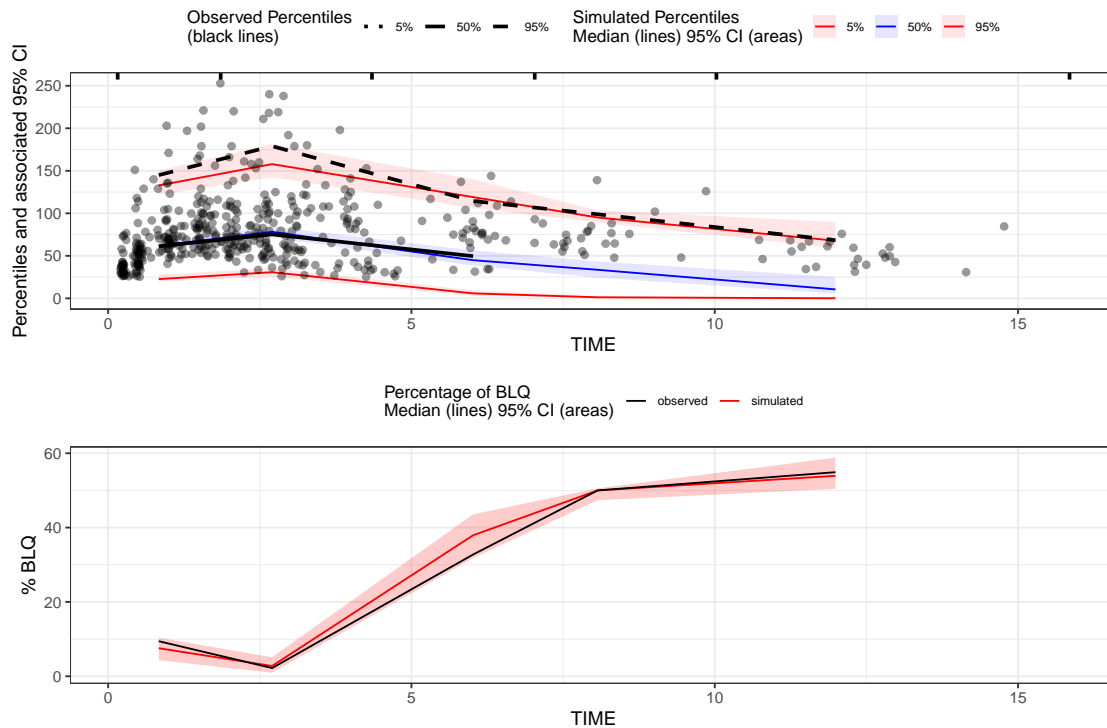 Observed Percentiles
(black lines)
5%
50%
95%
Simulated Percentiles
Median (lines) 95% CI (areas)
5%
50%
95%
Percentiles and associated 95% CI
250
200
150
100
50
0
0
5
10
15
TIME
Percentage of BLQ
Median (lines) 95% CI (areas)
observed
simulated
% BLQ
60
40
20
0
0
5
10
15
TIME